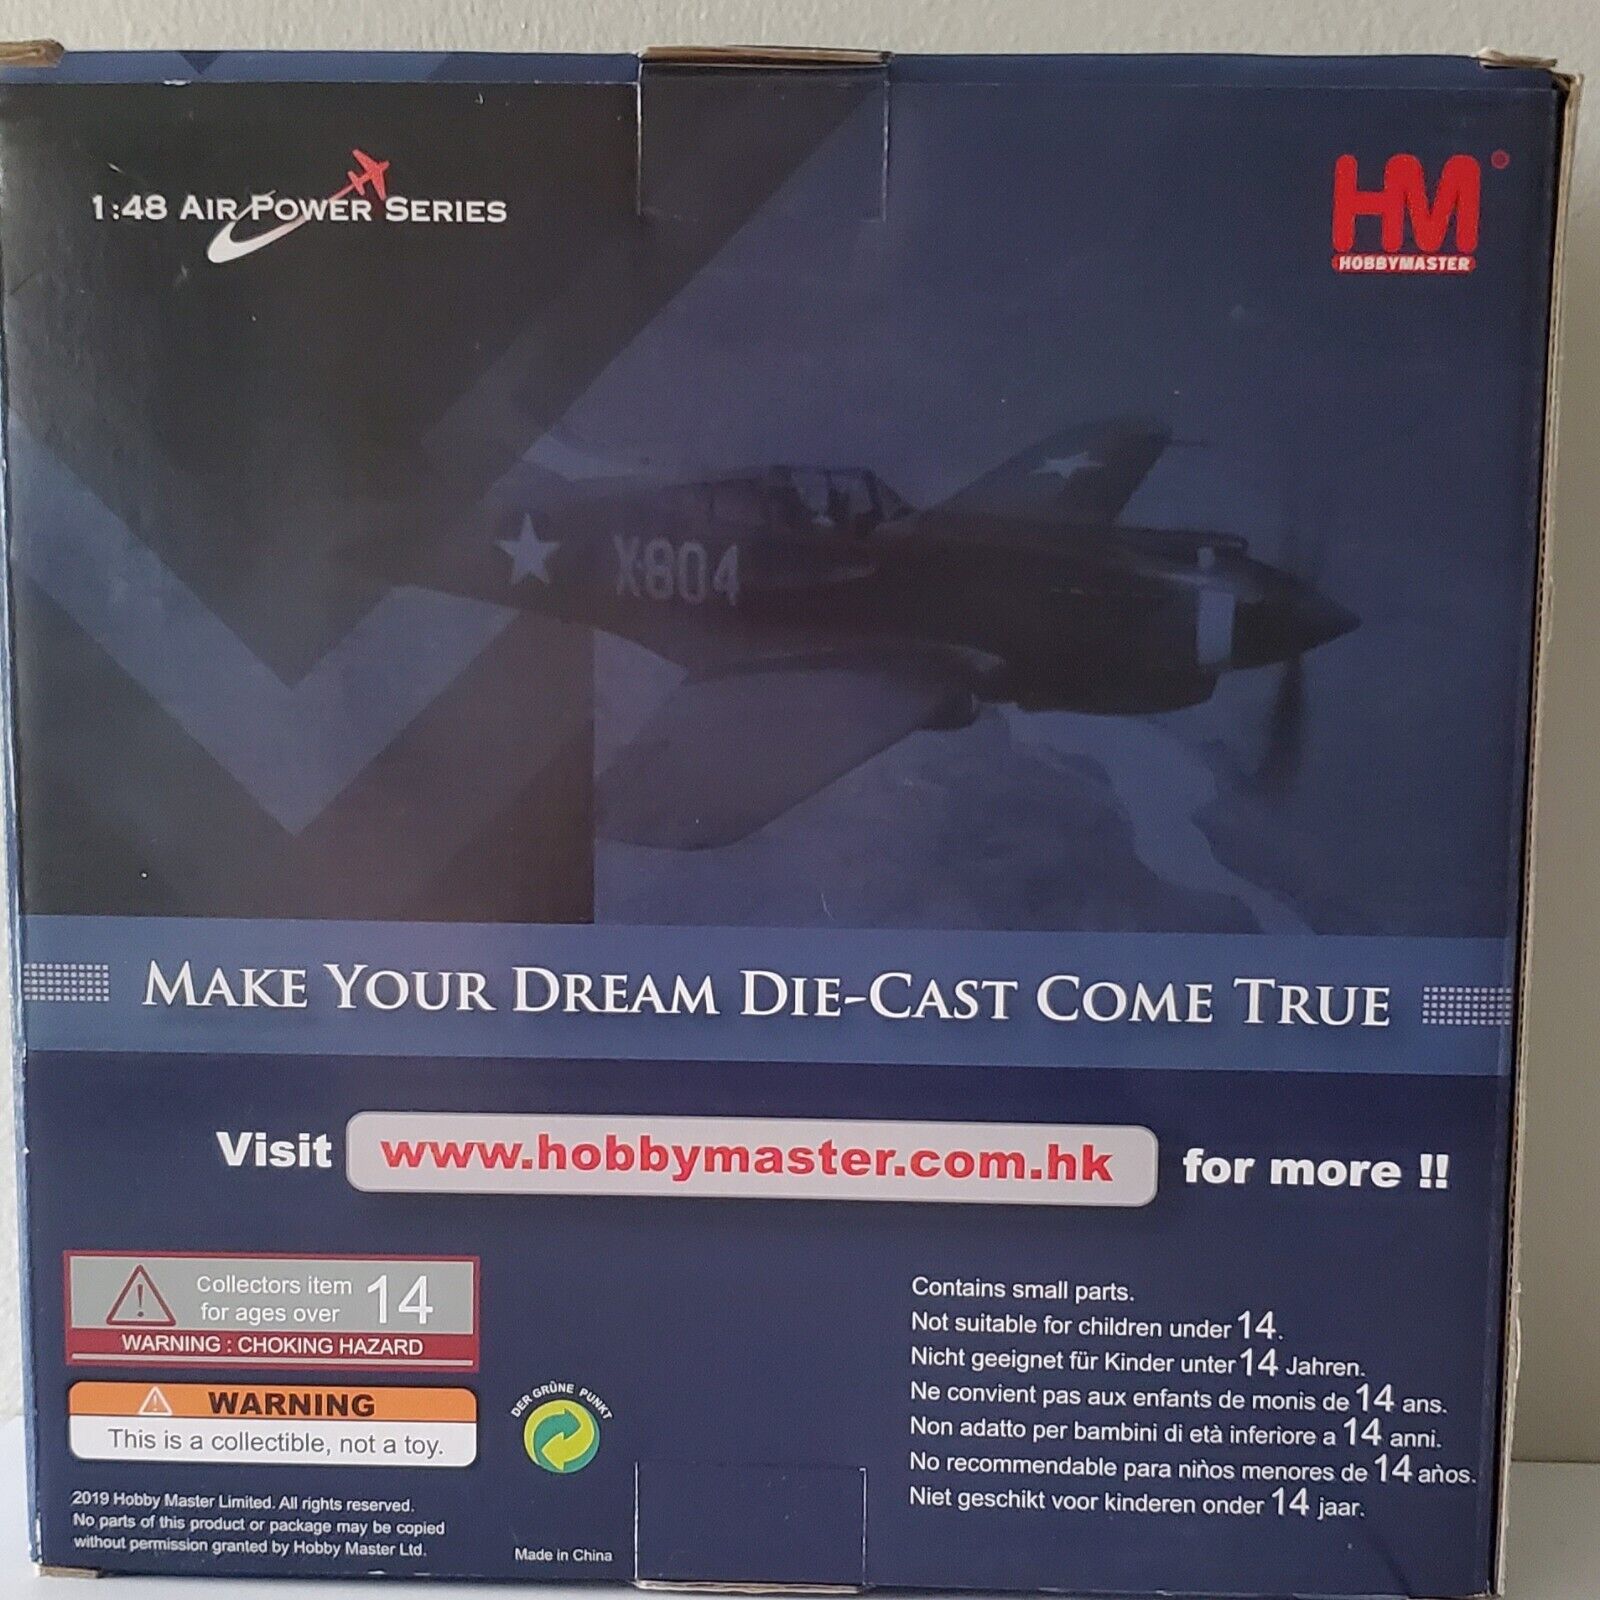 1:48 AIR POWER SERIES
HM
HOBBYMASTER
X-804
MAKE YOUR DREAM DIE-CAST COME TRUE
Visit www.hobbymaster.com.hk for more !!
Collectors item
for ages over 14
WARNING : CHOKING HAZARD
WARNING
This is a collectible, not a toy.
DER GRÜNE PUNKT
2019 Hobby Master Limited. All rights reserved.
No parts of this product or package may be copied
without permission granted by Hobby Master Ltd.
Made in China
Contains small parts.
Not suitable for children under 14.
Nicht geeignet für Kinder unter 14 Jahren.
Ne convient pas aux enfants de monis de 14 ans.
Non adatto per bambini di età inferiore a 14 anni.
No recommendable para niños menores de 14 años.
Niet geschikt voor kinderen onder 14 jaar.